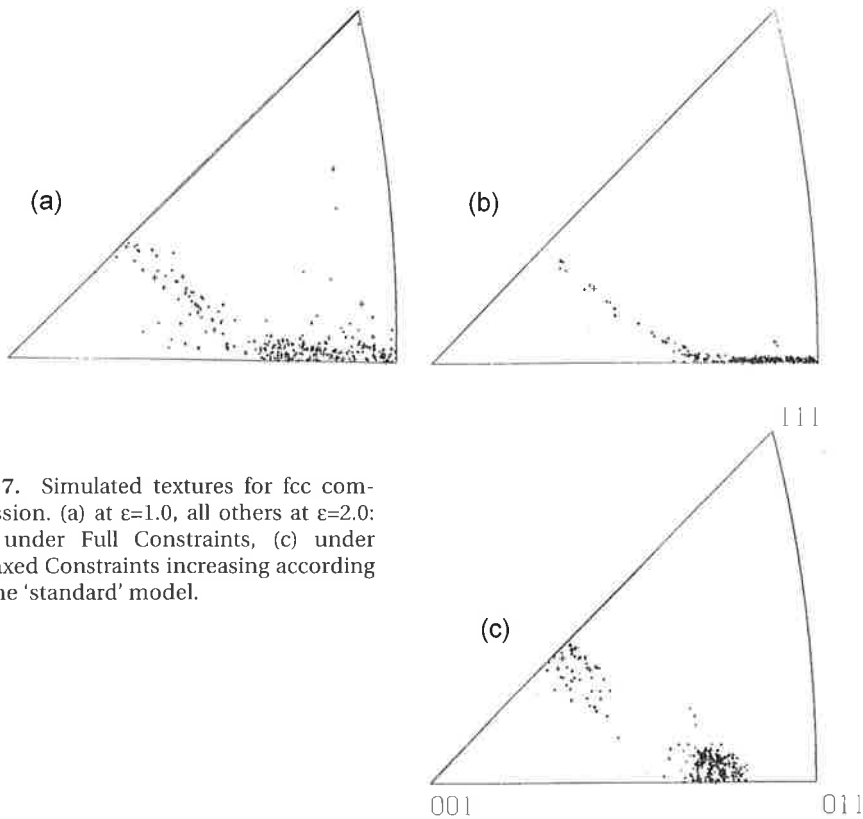 (a)
(b)
111
7. Simulated textures for fcc com-
ssion. (a) at ε=1.0, all others at ε=2.0:
under Full Constraints, (c) under
axed Constraints increasing according
he 'standard' model.
(c)
001
011